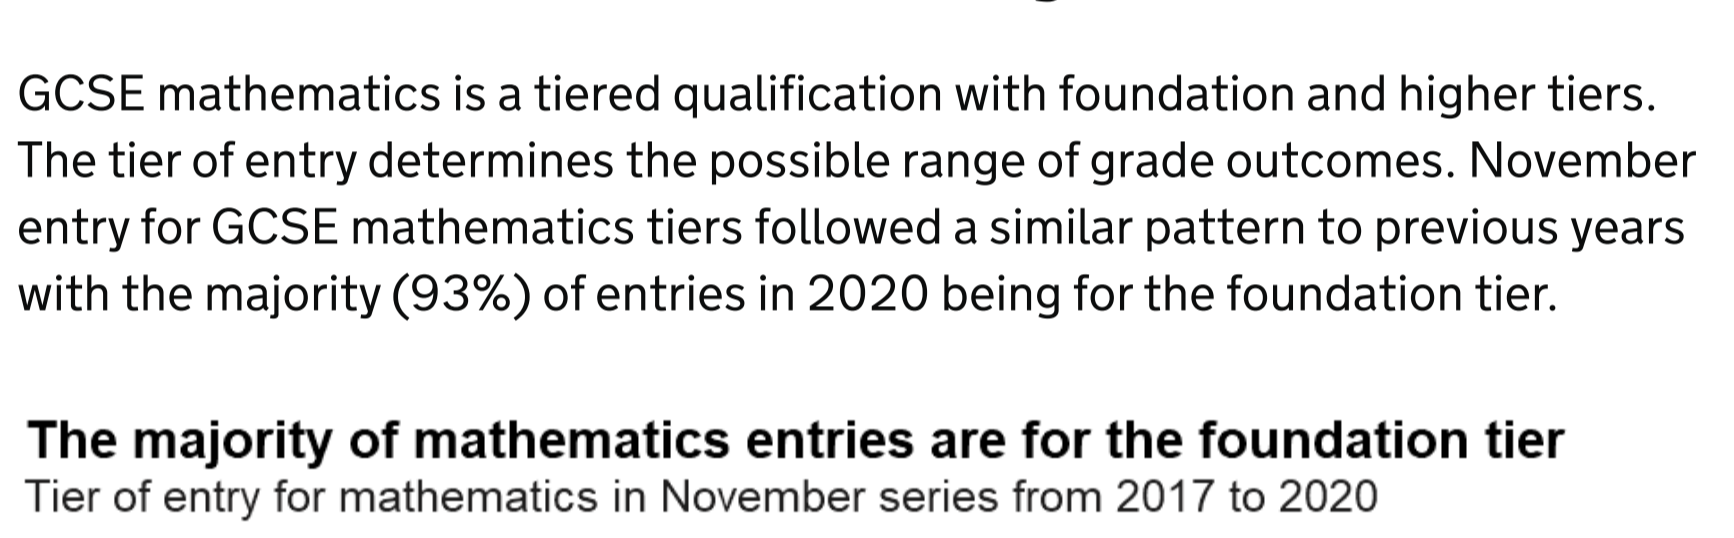 GCSE mathematics is a tiered qualification with foundation and higher tiers.
The tier of entry determines the possible range of grade outcomes. November
entry for GCSE mathematics tiers followed a similar pattern to previous years
with the majority (93%) of entries in 2020 being for the foundation tier.
The majority of mathematics entries are for the foundation tier
Tier of entry for mathematics in November series from 2017 to 2020